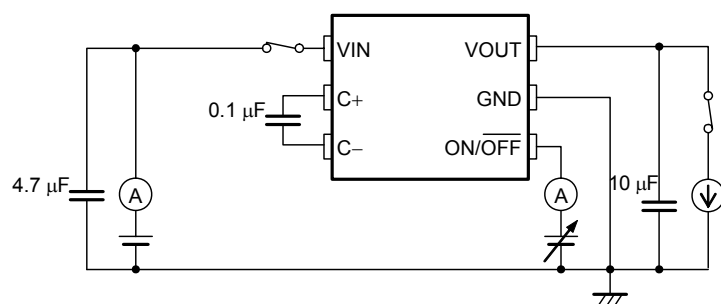 VIN
VOUT
0.1 μF
C+
GND
C−
ON/OFF
4.7 μF
A
A
10 μF